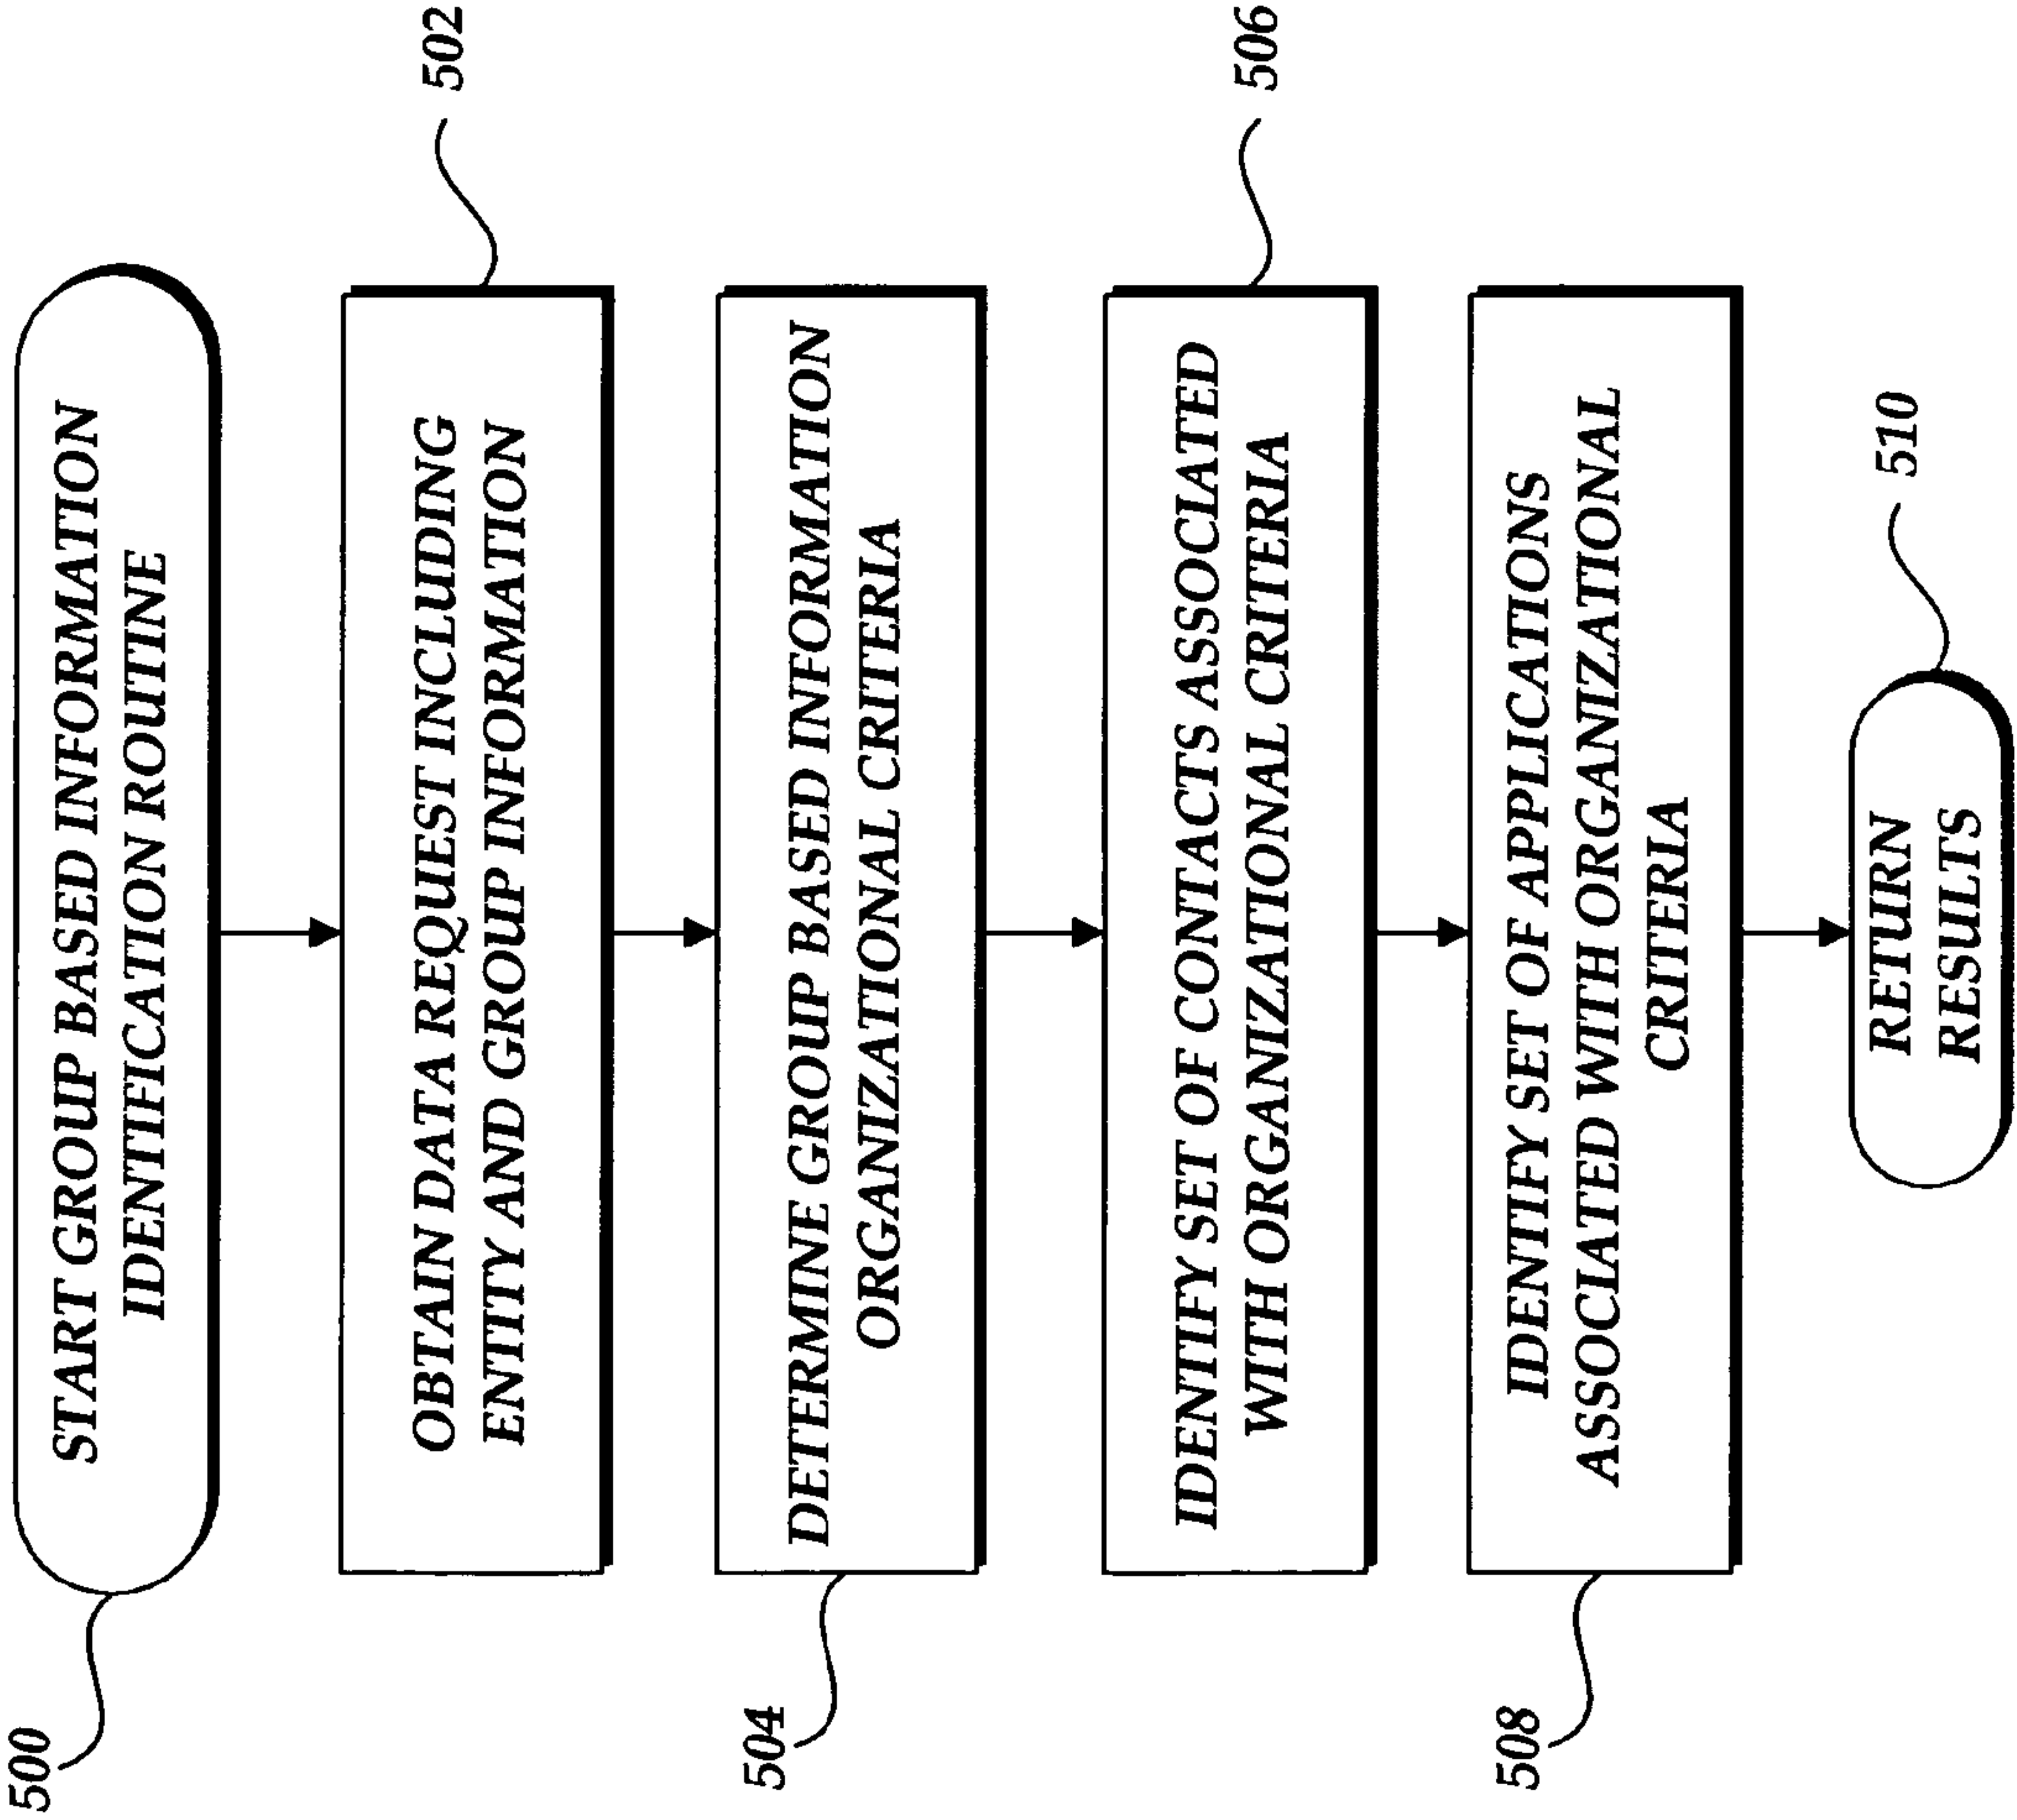 500
START GROUP BASED INFORMATION
IDENTIFICATION ROUTINE
OBTAIN DATA REQUEST INCLUDING
ENTITY AND GROUP INFORMATION
502
504
DETERMINE GROUP BASED INFORMATION
ORGANIZATIONAL CRITERIA
IDENTIFY SET OF CONTACTS ASSOCIATED
WITH ORGANIZATIONAL CRITERIA
506
508
IDENTIFY SET OF APPLICATIONS
ASSOCIATED WITH ORGANIZATIONAL
CRITERIA
RETURN
RESULTS
510